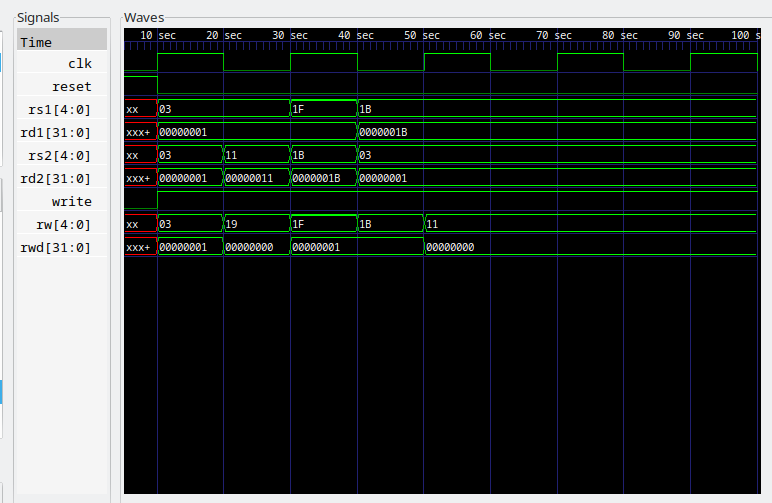 Signals
Waves
Time
10 sec 20 sec 30 sec 40 sec 50 sec 60 sec 70 sec 80 sec 90 sec 100 s
clk
reset
rs1[4:0] xx 03 1F 1B
rd1[31:0] xxx+ 00000001 0000001B
rs2[4:0] xx 03 11 1B 03
rd2[31:0] xxx+ 00000001 00000011 0000001B 00000001
write
rw[4:0] xx 03 19 1F 1B 11
rwd[31:0] xxx+ 00000001 00000000 00000001 00000000